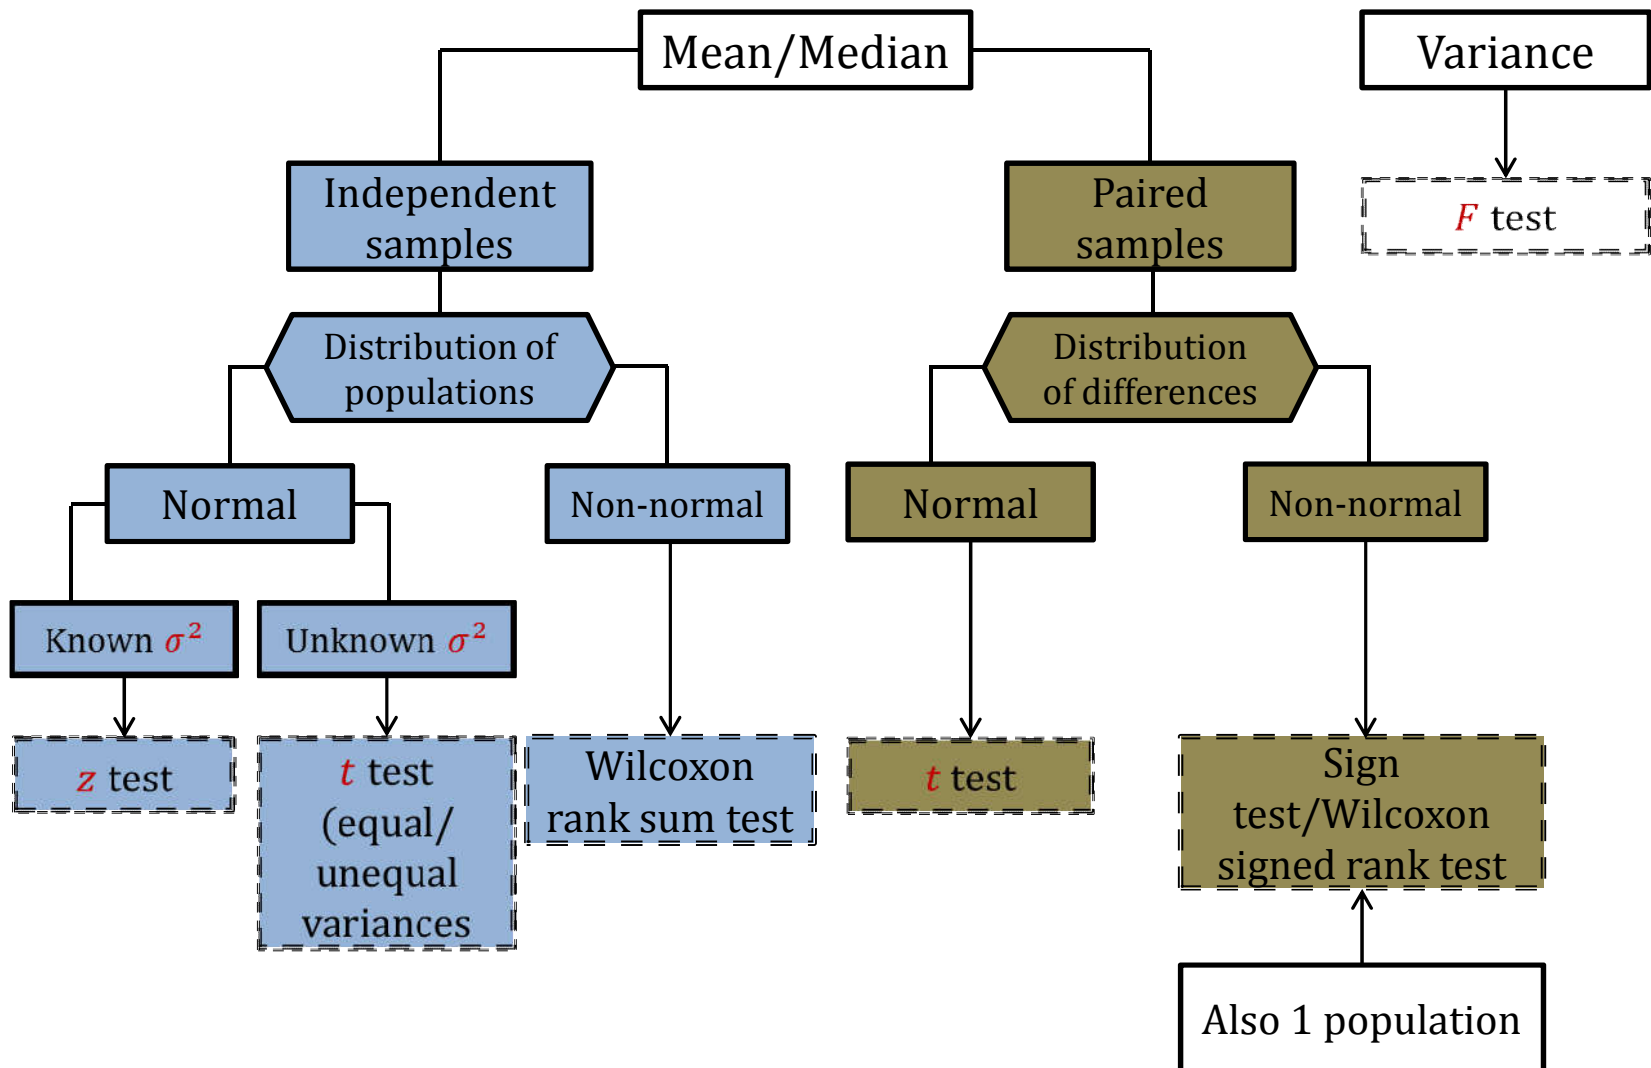 Mean/Median
Variance
Independent
samples
Paired
samples
F test
Distribution of
populations
Distribution
of differences
Normal
Non-normal
Normal
Non-normal
Known σ²
Unknown σ²
z test
t test
(equal/
unequal
variances
Wilcoxon
rank sum test
t test
Sign
test/Wilcoxon
signed rank test
Also 1 population